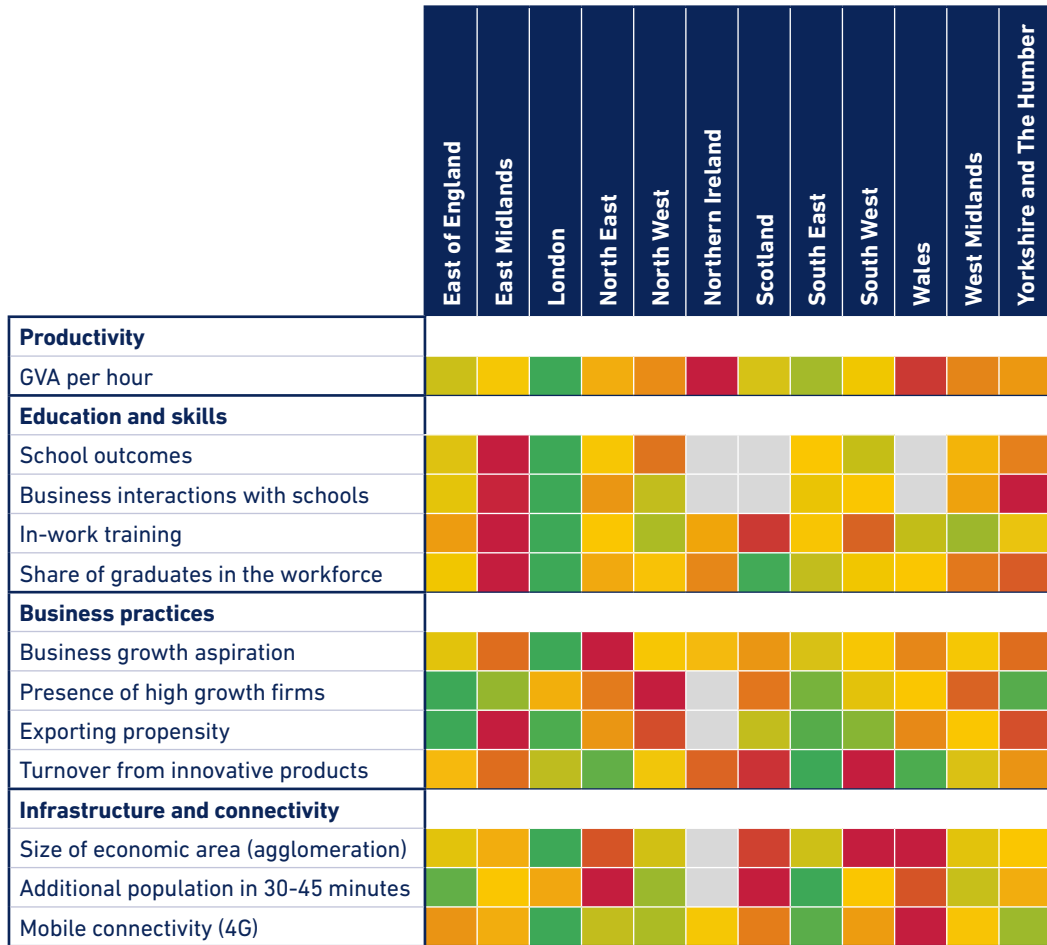 East of England
East Midlands
London
North East
North West
Northern Ireland
Scotland
South East
South West
Wales
West Midlands
Yorkshire and The Humber
Productivity
GVA per hour
Education and skills
School outcomes
Business interactions with schools
In-work training
Share of graduates in the workforce
Business practices
Business growth aspiration
Presence of high growth firms
Exporting propensity
Turnover from innovative products
Infrastructure and connectivity
Size of economic area (agglomeration)
Additional population in 30-45 minutes
Mobile connectivity (4G)